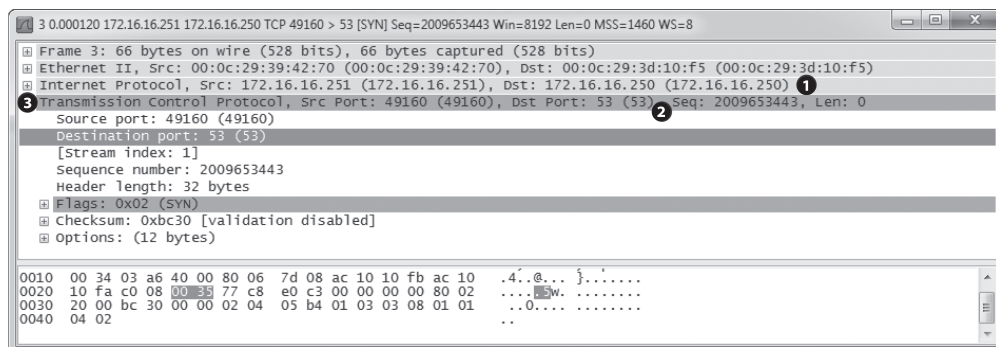 3 0.000120 172.16.16.251 172.16.16.250 TCP 49160 > 53 [SYN] Seq=2009653443 Win=8192 Len=0 MSS=1460 WS=8
Frame 3: 66 bytes on wire (528 bits), 66 bytes captured (528 bits)
Ethernet II, Src: 00:0c:29:39:42:70 (00:0c:29:39:42:70), Dst: 00:0c:29:3d:10:f5 (00:0c:29:3d:10:f5)
Internet Protocol, Src: 172.16.16.251 (172.16.16.251), Dst: 172.16.16.250 (172.16.16.250) ❶
❸ Transmission Control Protocol, Src Port: 49160 (49160), Dst Port: 53 (53), ❷ Seq: 2009653443, Len: 0
Source port: 49160 (49160)
Destination port: 53 (53)
[Stream index: 1]
Sequence number: 2009653443
Header length: 32 bytes
Flags: 0x02 (SYN)
Checksum: 0xbc30 [validation disabled]
Options: (12 bytes)
0010 00 34 03 a6 40 00 80 06 7d 08 ac 10 10 fb ac 10 .4..@... }.......
0020 10 fa c0 08 00 35 77 c8 e0 c3 00 00 00 00 80 02 .....5w. ........
0030 20 00 bc 30 00 00 02 04 05 b4 01 03 03 08 01 01 ..0.... ........
0040 04 02 ..